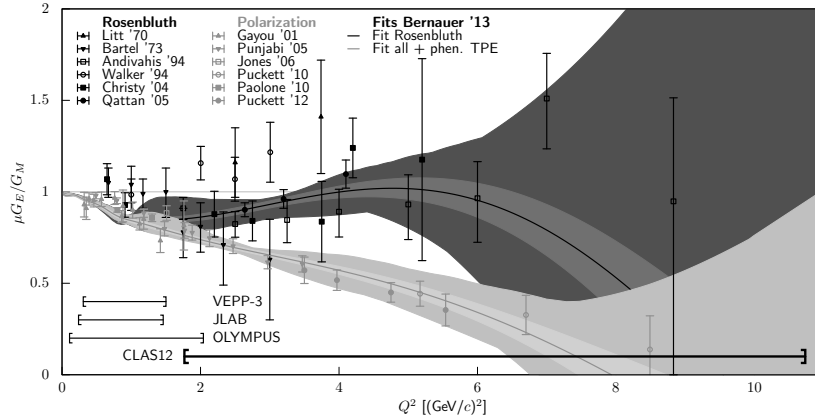 Rosenbluth Polarization Fits Bernauer '13
Litt '70 Gayou '01 Fit Rosenbluth
Bartel '73 Punjabi '05 Fit all + phen. TPE
Andivahis '94 Jones '06
Walker '94 Puckett '10
Christy '04 Paolone '10
Qattan '05 Puckett '12
2
1.5
1
0.5
0
μG_E/G_M
VEPP-3
JLAB
OLYMPUS
CLAS12
0 2 4 6 8 10
Q² [(GeV/c)²]